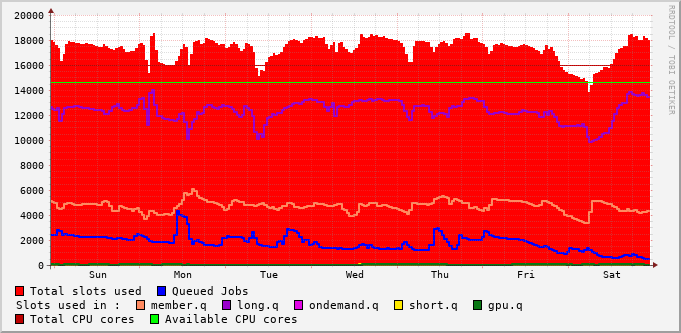 20000
18000
16000
14000
12000
10000
8000
6000
4000
2000
0
Sun Mon Tue Wed Thu Fri Sat
RRDTOOL / TOBI OETIKER
Total slots used Queued Jobs
Slots used in : member.q long.q ondemand.q short.q gpu.q
Total CPU cores Available CPU cores